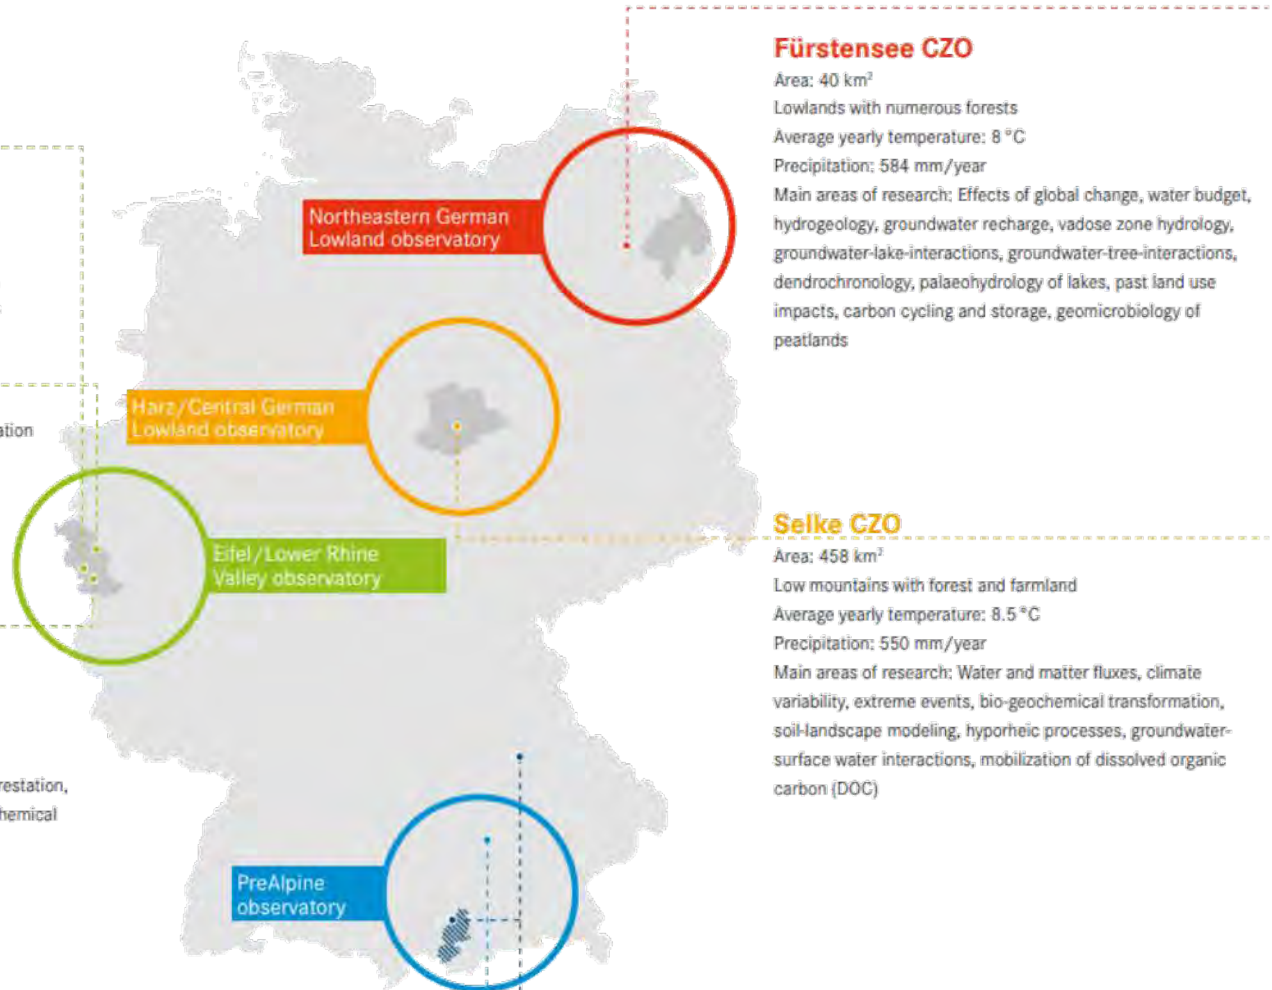 Fürstensee CZO
Area: 40 km²
Lowlands with numerous forests
Average yearly temperature: 8 °C
Precipitation: 584 mm/year
Main areas of research: Effects of global change, water budget,
hydrogeology, groundwater recharge, vadose zone hydrology,
groundwater-lake-interactions, groundwater-tree-interactions,
dendrochronology, palaeohydrology of lakes, past land use
impacts, carbon cycling and storage, geomicrobiology of
peatlands
Northeastern German
Lowland observatory
Harz/Central German
Lowland observatory
ation
Eifel/Lower Rhine
Valley observatory
Selke CZO
Area: 458 km²
Low mountains with forest and farmland
Average yearly temperature: 8.5 °C
Precipitation: 550 mm/year
Main areas of research: Water and matter fluxes, climate
variability, extreme events, bio-geochemical transformation,
soil-landscape modeling, hyporheic processes, groundwater-
surface water interactions, mobilization of dissolved organic
carbon (DOC)
restation,
hemical
PreAlpine
observatory